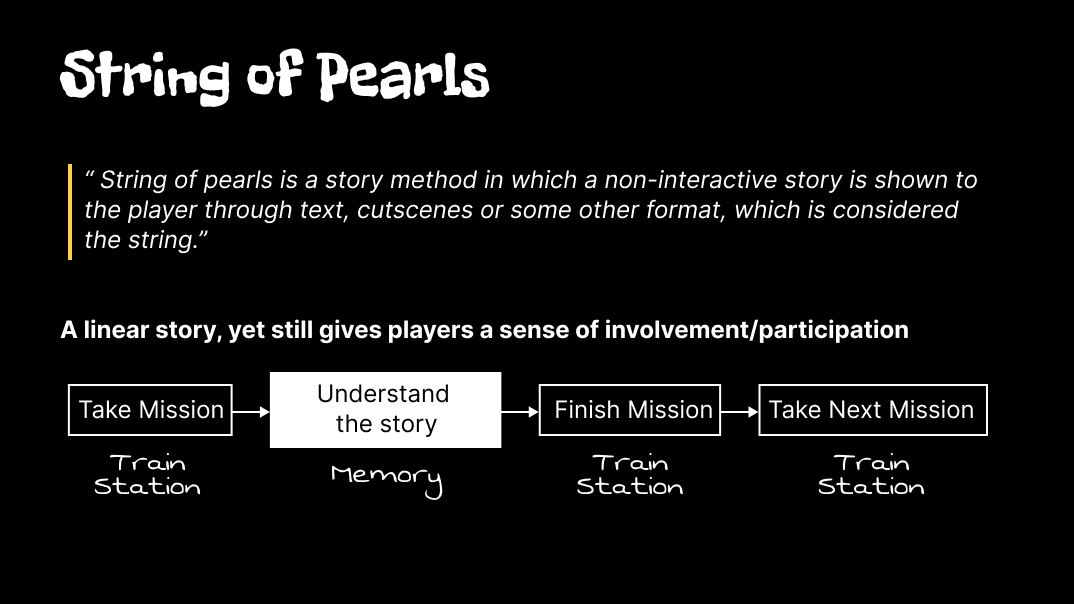 String of Pearls
“ String of pearls is a story method in which a non-interactive story is shown to
the player through text, cutscenes or some other format, which is considered
the string.”
A linear story, yet still gives players a sense of involvement/participation
Take Mission
Understand
the story
Finish Mission
Take Next Mission
Train
Station
Memory
Train
Station
Train
Station